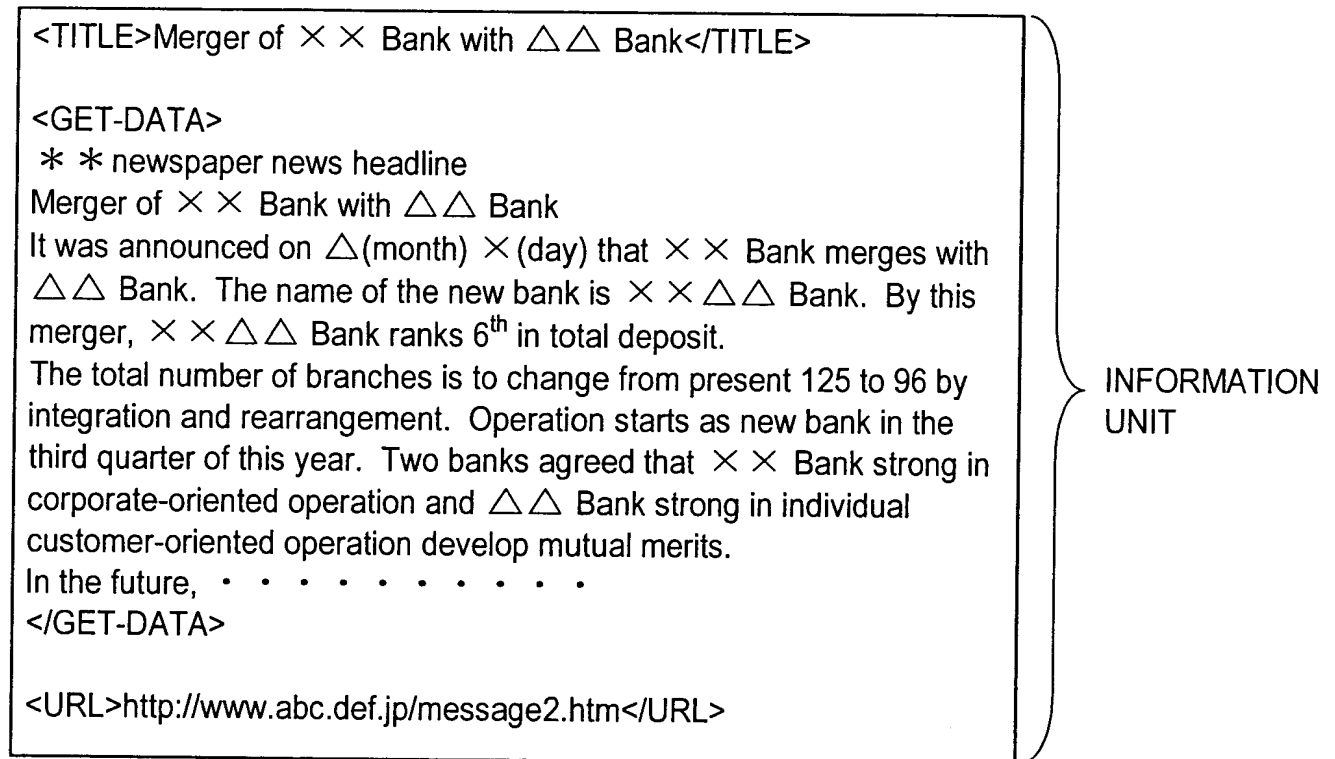 <TITLE>Merger of × × Bank with △△ Bank</TITLE>
<GET-DATA>
＊＊newspaper news headline
Merger of × × Bank with △△ Bank
It was announced on △(month) ×(day) that × × Bank merges with
△△ Bank. The name of the new bank is × ×△△ Bank. By this
merger, × ×△△ Bank ranks 6th in total deposit.
The total number of branches is to change from present 125 to 96 by
integration and rearrangement. Operation starts as new bank in the
third quarter of this year. Two banks agreed that × × Bank strong in
corporate-oriented operation and △△ Bank strong in individual
customer-oriented operation develop mutual merits.
In the future, ・ ・ ・ ・ ・ ・ ・ ・ ・ ・
</GET-DATA>
<URL>http://www.abc.def.jp/message2.htm</URL>
INFORMATION
UNIT